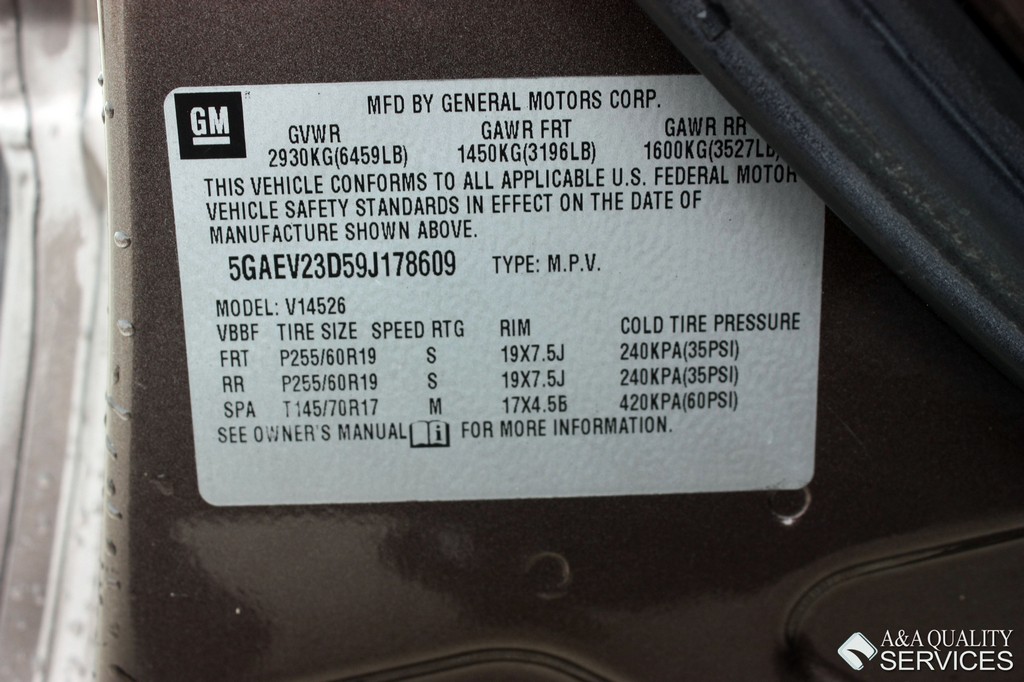 GM
MFD BY GENERAL MOTORS CORP.
GVWR GAWR FRT GAWR RR
2930KG(6459LB) 1450KG(3196LB) 1600KG(3527LB)
THIS VEHICLE CONFORMS TO ALL APPLICABLE U.S. FEDERAL MOTOR
VEHICLE SAFETY STANDARDS IN EFFECT ON THE DATE OF
MANUFACTURE SHOWN ABOVE.
5GAEV23D59J178609 TYPE: M.P.V.
MODEL: V14526
VBBF TIRE SIZE SPEED RTG RIM COLD TIRE PRESSURE
FRT P255/60R19 S 19X7.5J 240KPA(35PSI)
RR P255/60R19 S 19X7.5J 240KPA(35PSI)
SPA T145/70R17 M 17X4.5B 420KPA(60PSI)
SEE OWNER'S MANUAL i FOR MORE INFORMATION.
A&A QUALITY
SERVICES